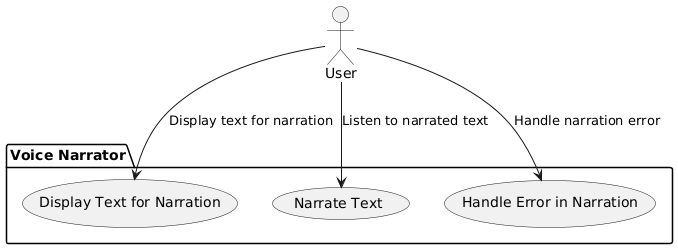 User
Display text for narration
Listen to narrated text
Handle narration error
Voice Narrator
Display Text for Narration
Narrate Text
Handle Error in Narration